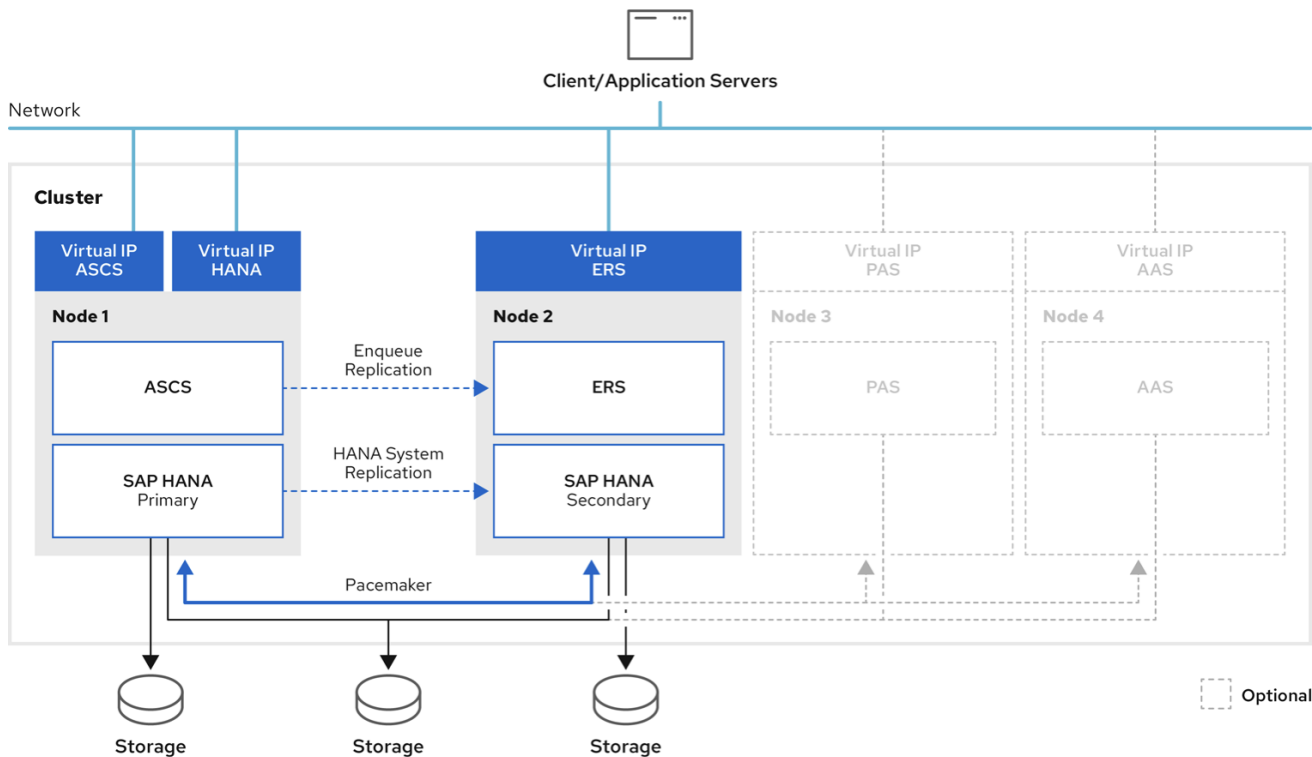 Client/Application Servers
Network
Cluster
Virtual IP
ASCS
Virtual IP
HANA
Virtual IP
ERS
Virtual IP
PAS
Virtual IP
AAS
Node 1
Node 2
Node 3
Node 4
ASCS
Enqueue
Replication
ERS
PAS
AAS
SAP HANA
Primary
HANA System
Replication
SAP HANA
Secondary
Pacemaker
Storage
Storage
Storage
Optional